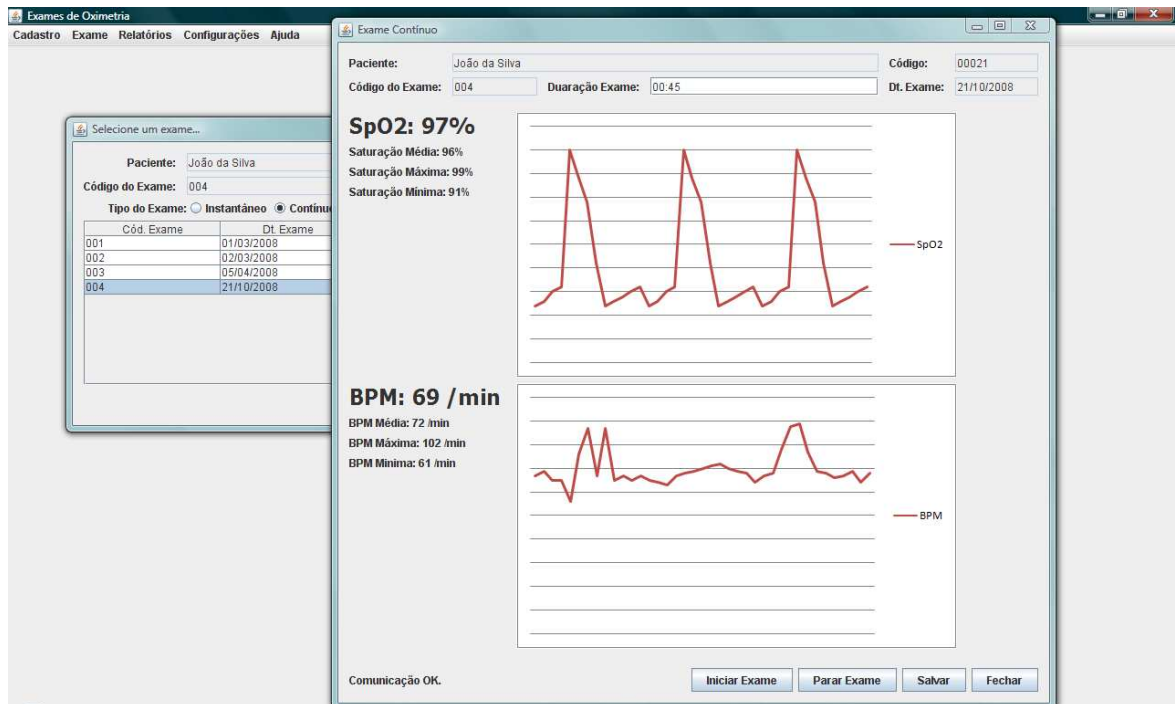 Exames de Oximetria
Cadastro Exame Relatórios Configurações Ajuda
Selecione um exame...
Paciente: João da Silva
Código do Exame: 004
Tipo do Exame: Instantâneo Contínuo
Cód. Exame Dt. Exame
001 01/03/2008
002 02/03/2008
003 05/04/2008
004 21/10/2008
Exame Contínuo
Paciente: João da Silva Código: 00021
Código do Exame: 004 Duaração Exame: 00:45 Dt. Exame: 21/10/2008
SpO2: 97%
Saturação Média: 96%
Saturação Máxima: 99%
Saturação Mínima: 91%
SpO2
BPM: 69 /min
BPM Média: 72 /min
BPM Máxima: 102 /min
BPM Minima: 61 /min
BPM
Comunicação OK.
Iniciar Exame Parar Exame Salvar Fechar